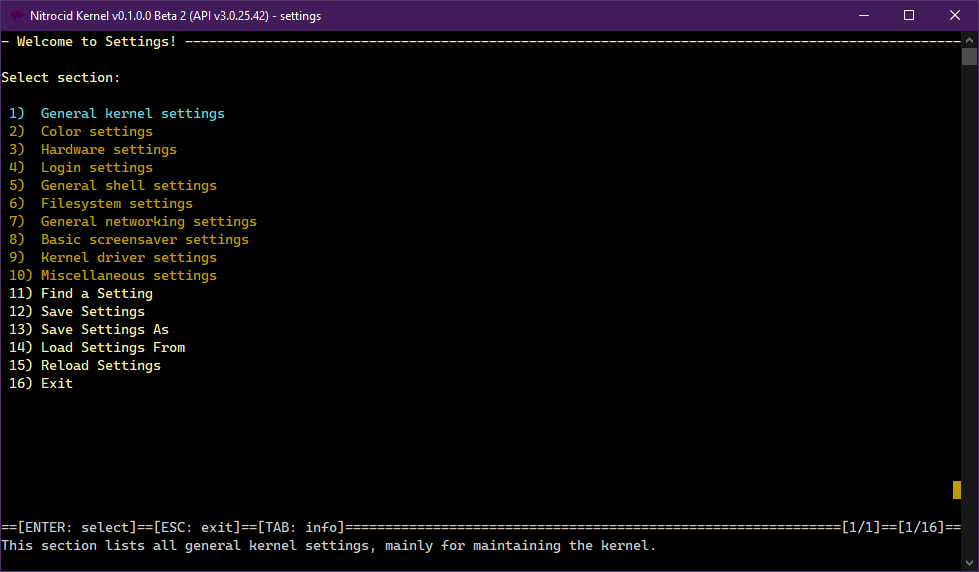 Nitrocid Kernel v0.1.0.0 Beta 2 (API v3.0.25.42) - settings
- Welcome to Settings! -------------------------------------------------------------------------------------------------
Select section:
1) General kernel settings
2) Color settings
3) Hardware settings
4) Login settings
5) General shell settings
6) Filesystem settings
7) General networking settings
8) Basic screensaver settings
9) Kernel driver settings
10) Miscellaneous settings
11) Find a Setting
12) Save Settings
13) Save Settings As
14) Load Settings From
15) Reload Settings
16) Exit
==[ENTER: select]==[ESC: exit]==[TAB: info]==============================================================[1/1]==[1/16]==
This section lists all general kernel settings, mainly for maintaining the kernel.